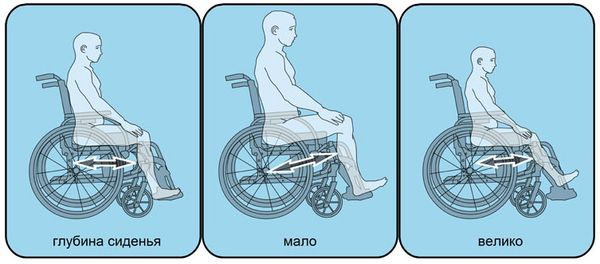 глубина сиденья
мало
велико